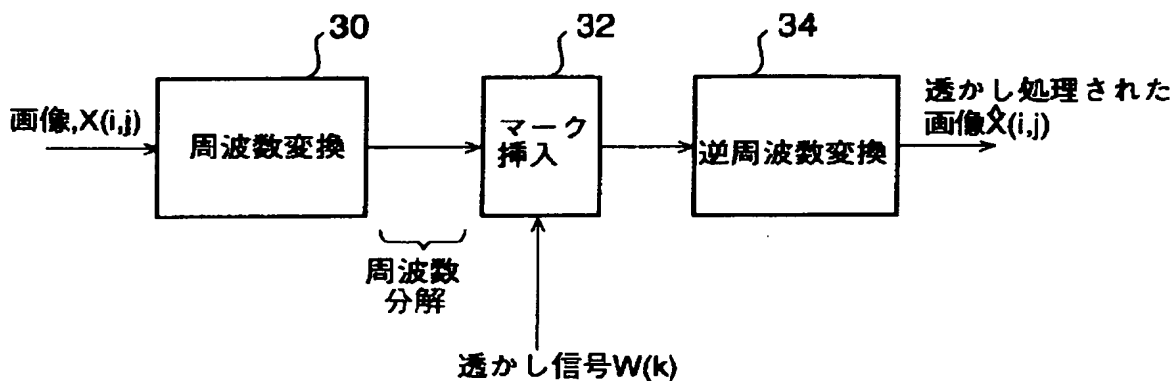 30
32
34
画像,X(i,j)
周波数変換
マーク
挿入
逆周波数変換
透かし処理された
画像X̂(i,j)
周波数
分解
透かし信号W(k)